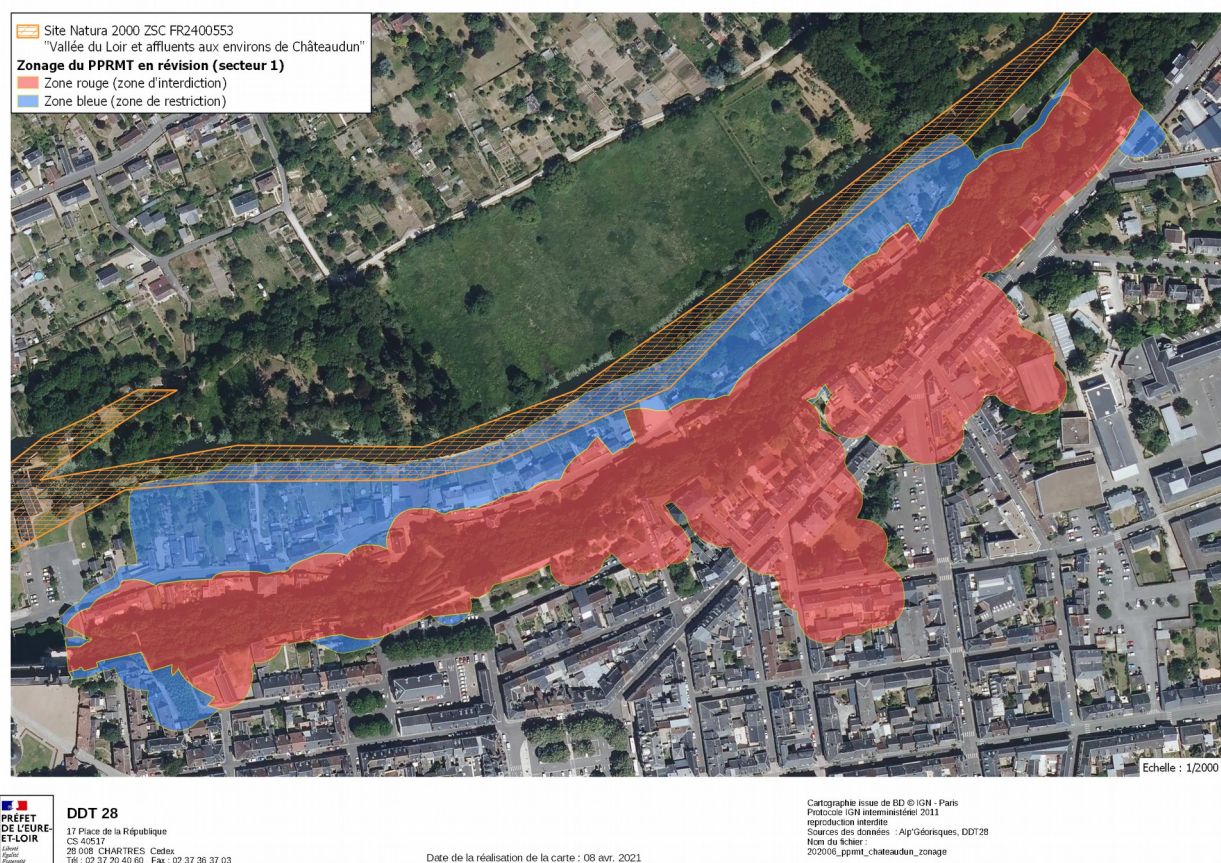 Site Natura 2000 ZSC FR2400553
"Vallée du Loir et affluents aux environs de Châteaudun"
Zonage du PPRMT en révision (secteur 1)
Zone rouge (zone d'interdiction)
Zone bleue (zone de restriction)
Echelle : 1/2000
PRÉFET
DE L'EURE-
ET-LOIR
Liberté
Égalité
Fraternité
DDT 28
17 Place de la République
CS 40517
28 008 CHARTRES Cedex
Tél : 02 37 20 40 60 Fax : 02 37 36 37 03
Date de la réalisation de la carte : 08 avr. 2021
Cartographie issue de BD © IGN - Paris
Protocole IGN interministériel 2011
reproduction interdite
Sources des données : Alp'Géorisques, DDT28
Nom du fichier :
202006_pprmt_chateaudun_zonage